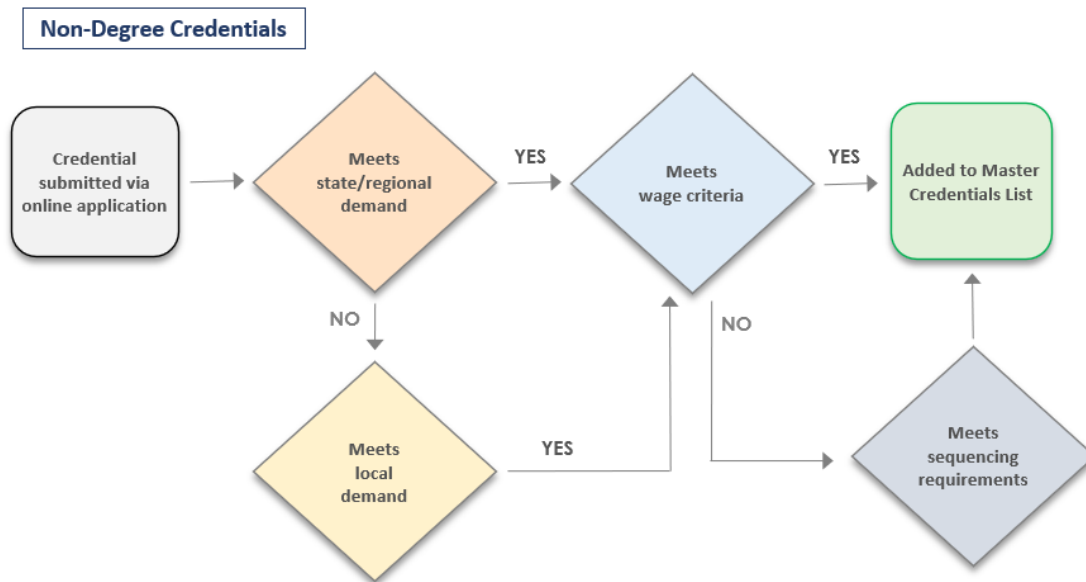 Non-Degree Credentials
Credential
submitted via
online application
Meets
state/regional
demand
YES
Meets
wage criteria
YES
Added to Master
Credentials List
NO
NO
Meets
local
demand
YES
Meets
sequencing
requirements